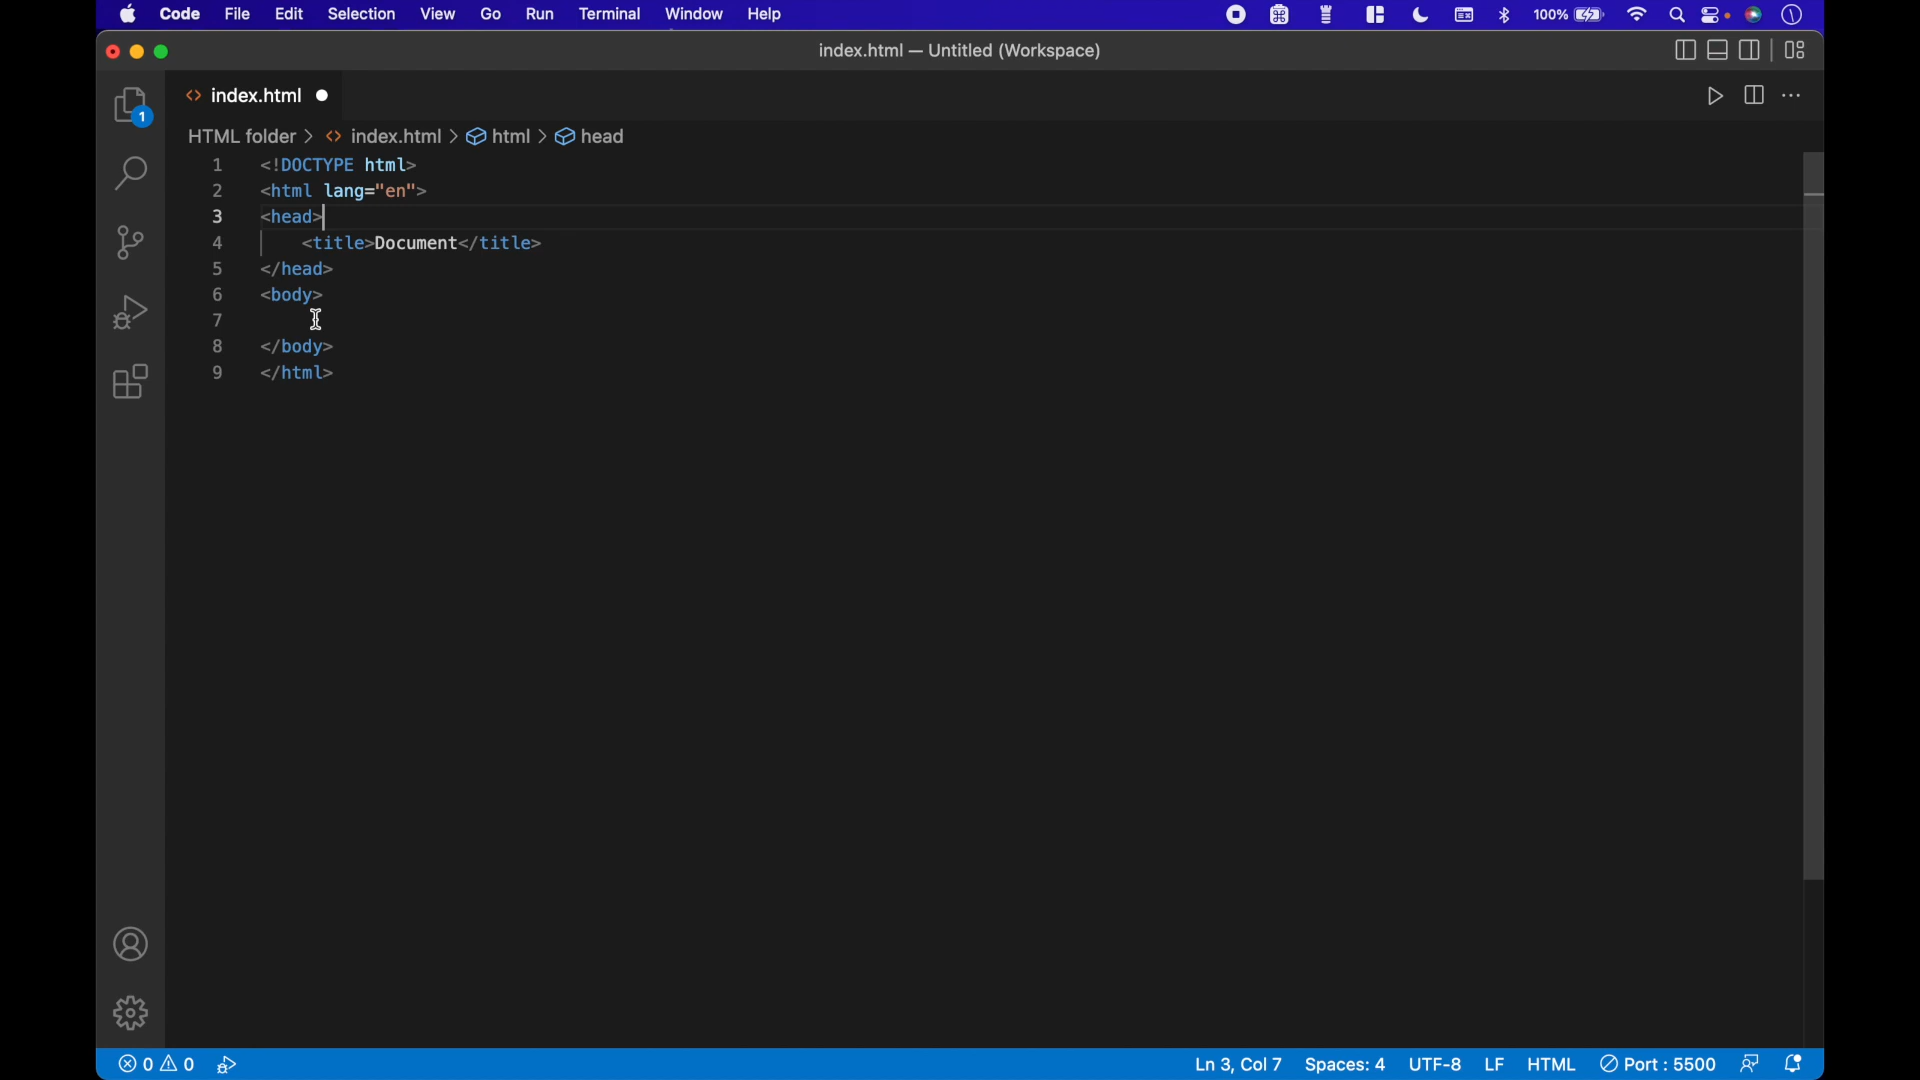 Code File Edit Selection View Go Run Terminal Window Help 100%
index.html — Untitled (Workspace)
<> index.html
1
HTML folder > <> index.html > html > head
1 <!DOCTYPE html>
2 <html lang="en">
3 <head>
4     <title>Document</title>
5 </head>
6 <body>
7
8 </body>
9 </html>
0 0 Ln 3, Col 7 Spaces: 4 UTF-8 LF HTML Port : 5500